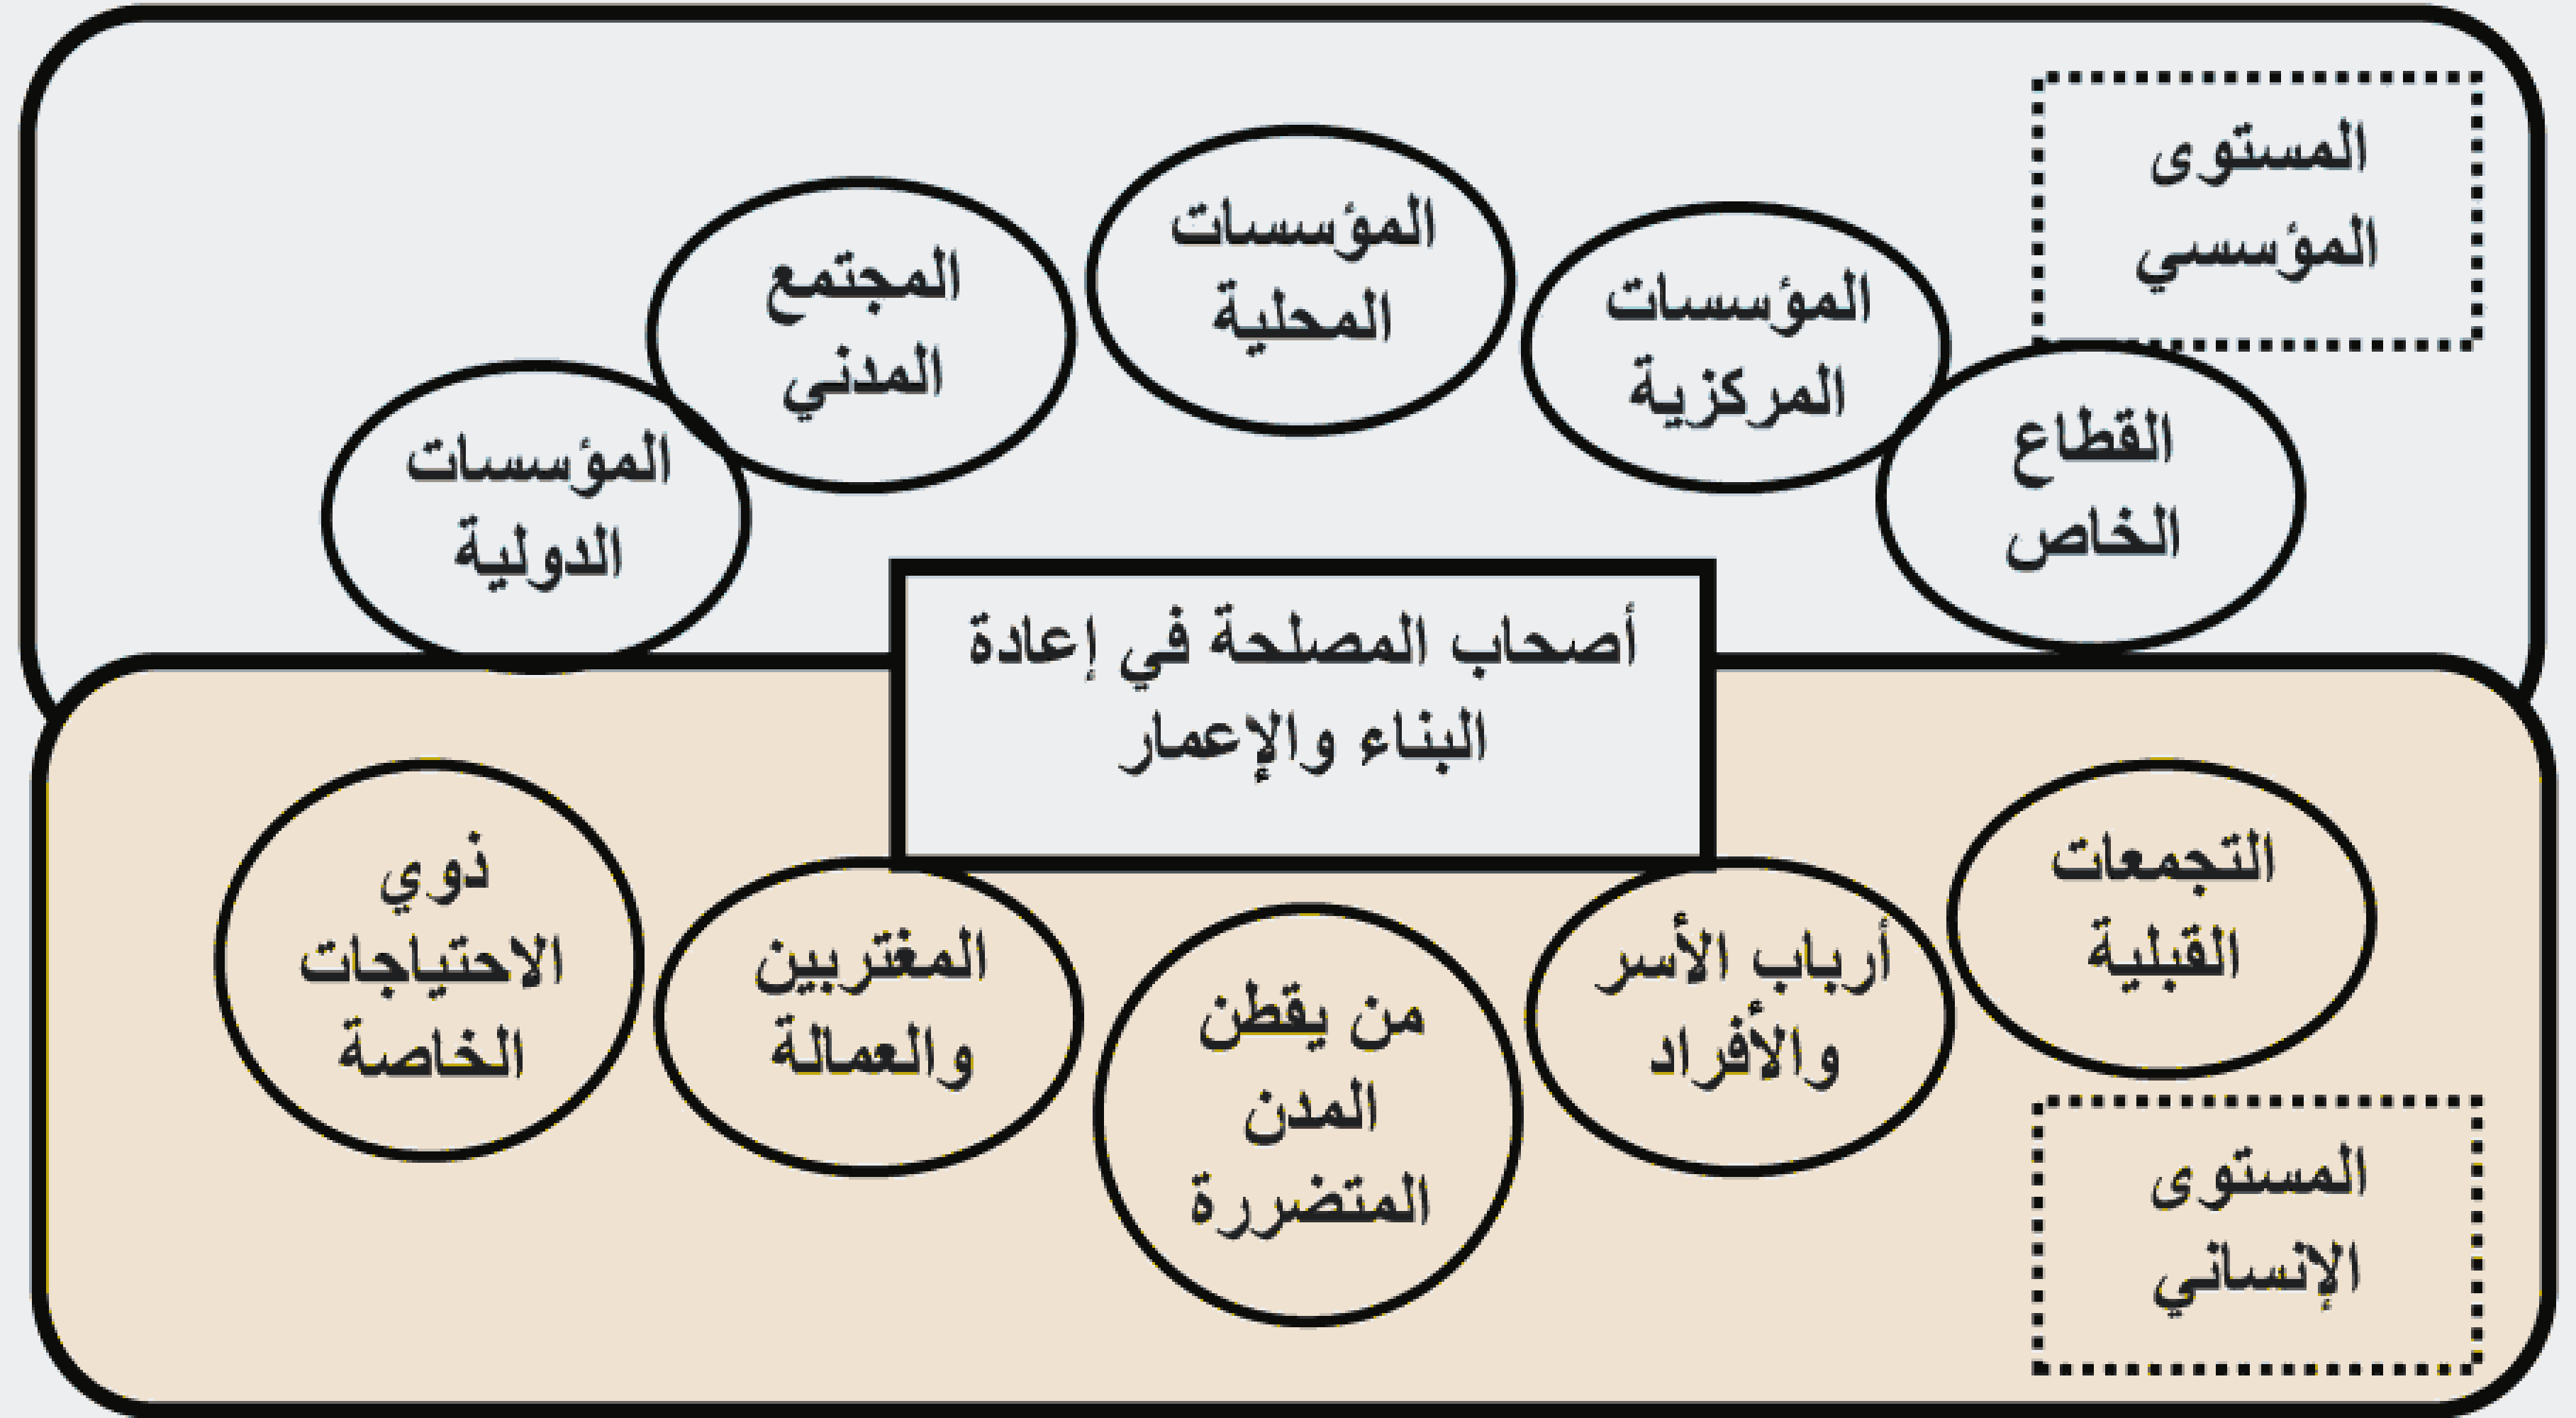 المستوى
المؤسسي
القطاع
الخاص
المؤسسات
المركزية
المؤسسات
المحلية
المجتمع
المدني
المؤسسات
الدولية
أصحاب المصلحة في إعادة
البناء والإعمار
التجمعات
القبلية
أرباب الأسر
والأفراد
من يقطن
المدن
المتضررة
المغتربين
والعمالة
ذوي
الاحتياجات
الخاصة
المستوى
الإنساني